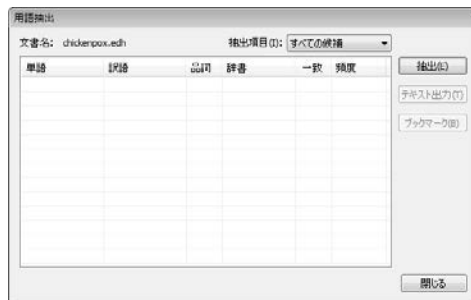 用語抽出
文書名: chickenpox.edh 抽出項目(I): すべての候補
単語 訳語 品詞 辞書 一致 頻度
抽出(E)
テキスト出力(T)
ブックマーク(B)
閉じる